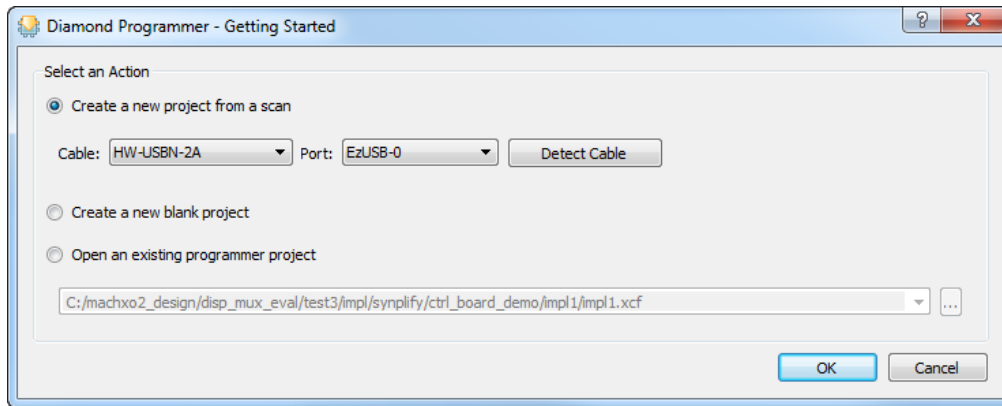 Diamond Programmer - Getting Started
Select an Action
Create a new project from a scan
Cable: HW-USBN-2A Port: EzUSB-0 Detect Cable
Create a new blank project
Open an existing programmer project
C:/machxo2_design/disp_mux_eval/test3/impl/synplify/ctrl_board_demo/impl1/impl1.xcf ...
OK Cancel